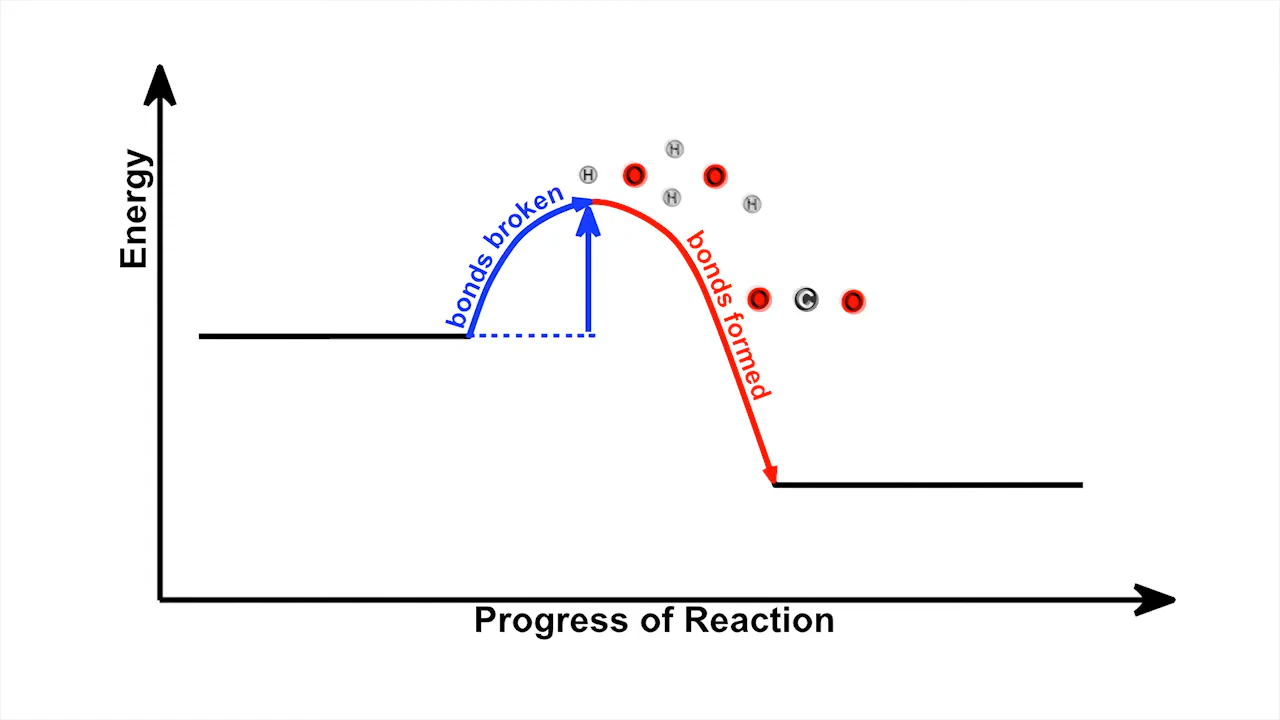 Energy
bonds broken
H
H O O
H H
bonds formed
O C O
Progress of Reaction